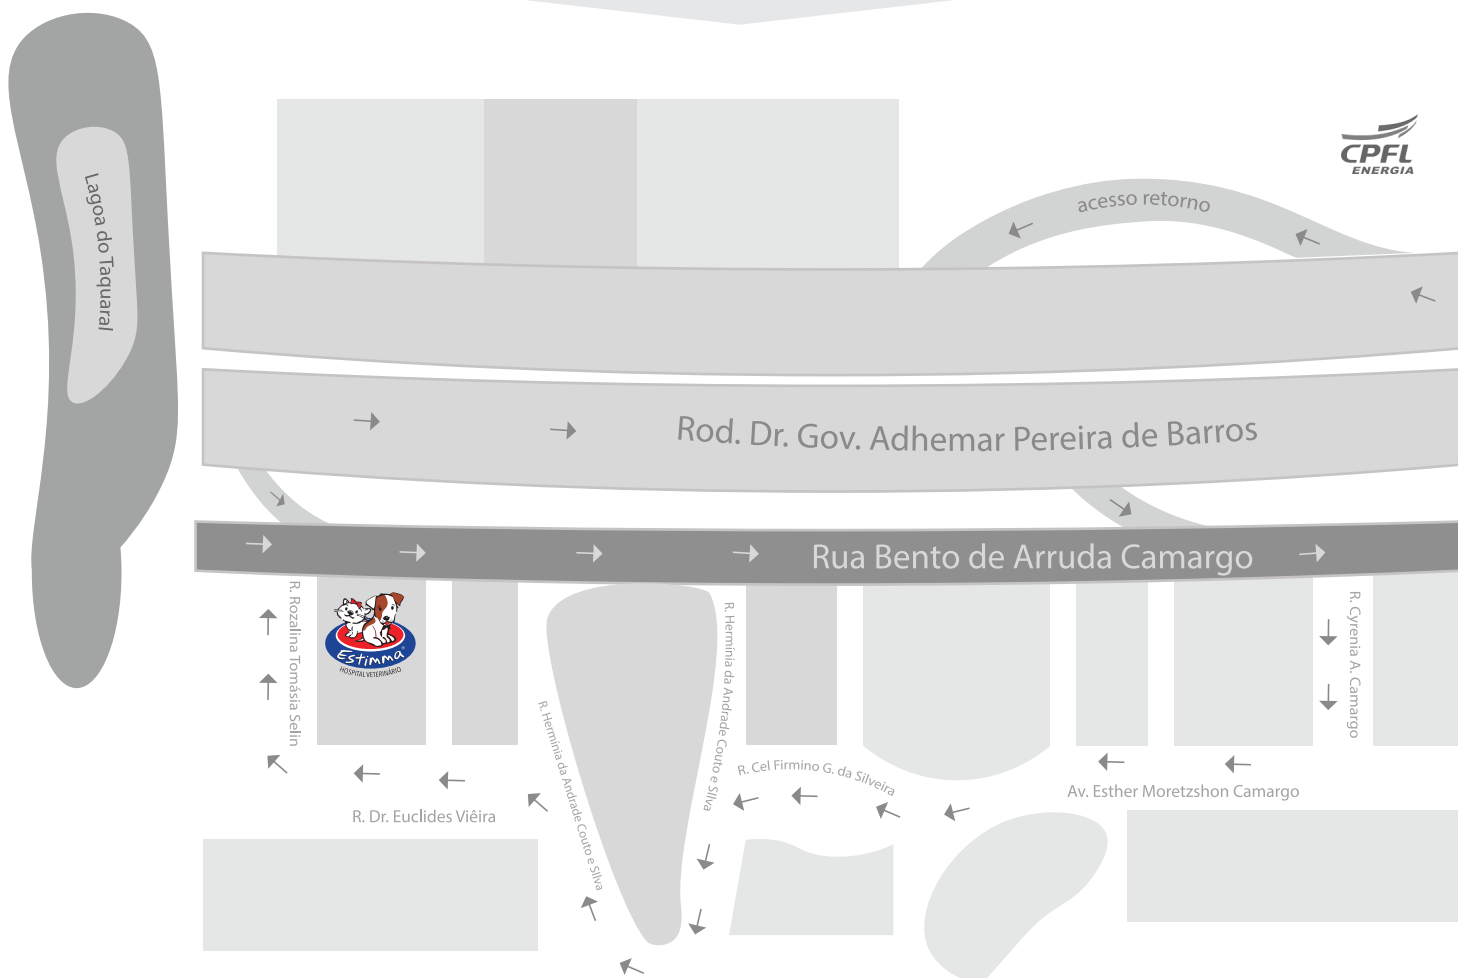 CPFL
ENERGIA
acesso retorno
Lagoa do Taquaral
Rod. Dr. Gov. Adhemar Pereira de Barros
Rua Bento de Arruda Camargo
R. Rozalina Tomásia Selin
Estimma
HOSPITAL VETERINÁRIO
R. Hermínia da Andrade Couto e SIlva
R. Hermínia da Andrade Couto e SIlva
R. Cyrenia A. Camargo
R. Cel Firmino G. da Silveira
Av. Esther Moretzshon Camargo
R. Dr. Euclides Viêira